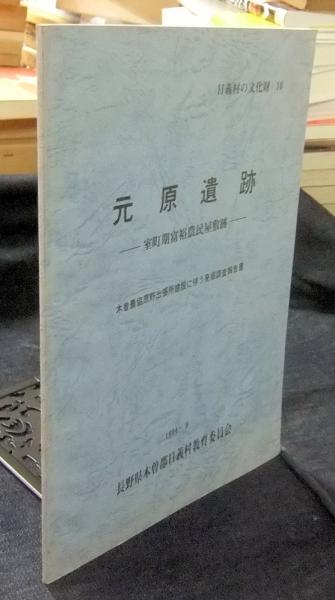 日義村の文化財 10
元原遺跡
―室町期富裕農民屋敷跡―
木曽農協原野出張所建設に伴う発掘調査報告書
長野県木曽郡日義村教育委員会